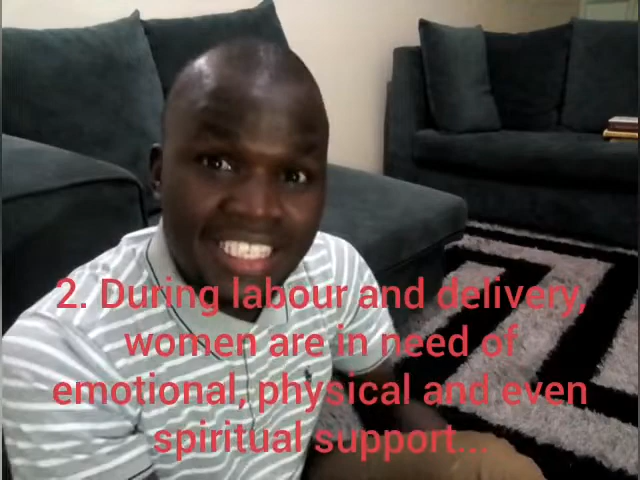 2. During labour and delivery,
women are in need of
emotional, physical and even
spiritual support...